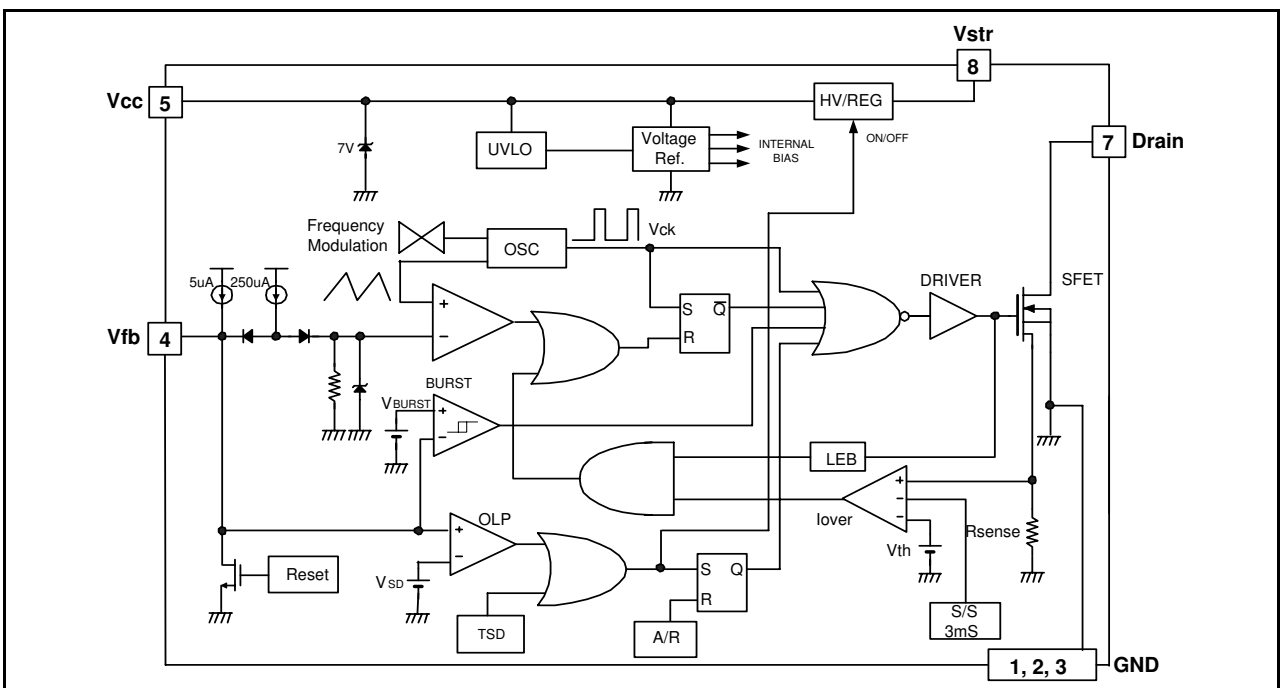 Vstr
8
Vcc 5
HV/REG
7V
UVLO
Voltage
Ref.
INTERNAL
BIAS
ON/OFF
7 Drain
Frequency
Modulation
OSC
Vck
5uA 250uA
DRIVER
SFET
+
S Q
R
Vfb 4
-
BURST
VBURST
+
-
LEB
+
-
-
Iover
Vth
Rsense
OLP
+
-
VSD
Reset
S Q
R
TSD
A/R
S/S
3mS
1, 2, 3 GND